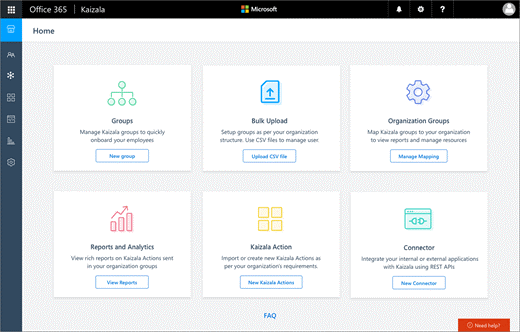 Office 365 Kaizala
Microsoft
?
Home
Groups
Manage Kaizala groups to quickly
onboard your employees
New group
Bulk Upload
Setup groups as per your organization
structure. Use CSV files to manage user.
Upload CSV file
Organization Groups
Map Kaizala groups to your organization
to view reports and manage resources
Manage Mapping
Reports and Analytics
View rich reports on Kaizala Actions sent
in your organization groups
View Reports
Kaizala Action
Import or create new Kaizala Actions as
per your organization's requirements.
New Kaizala Actions
Connector
Integrate your internal or external applications
with Kaizala using REST APIs
New Connector
FAQ
Need help!